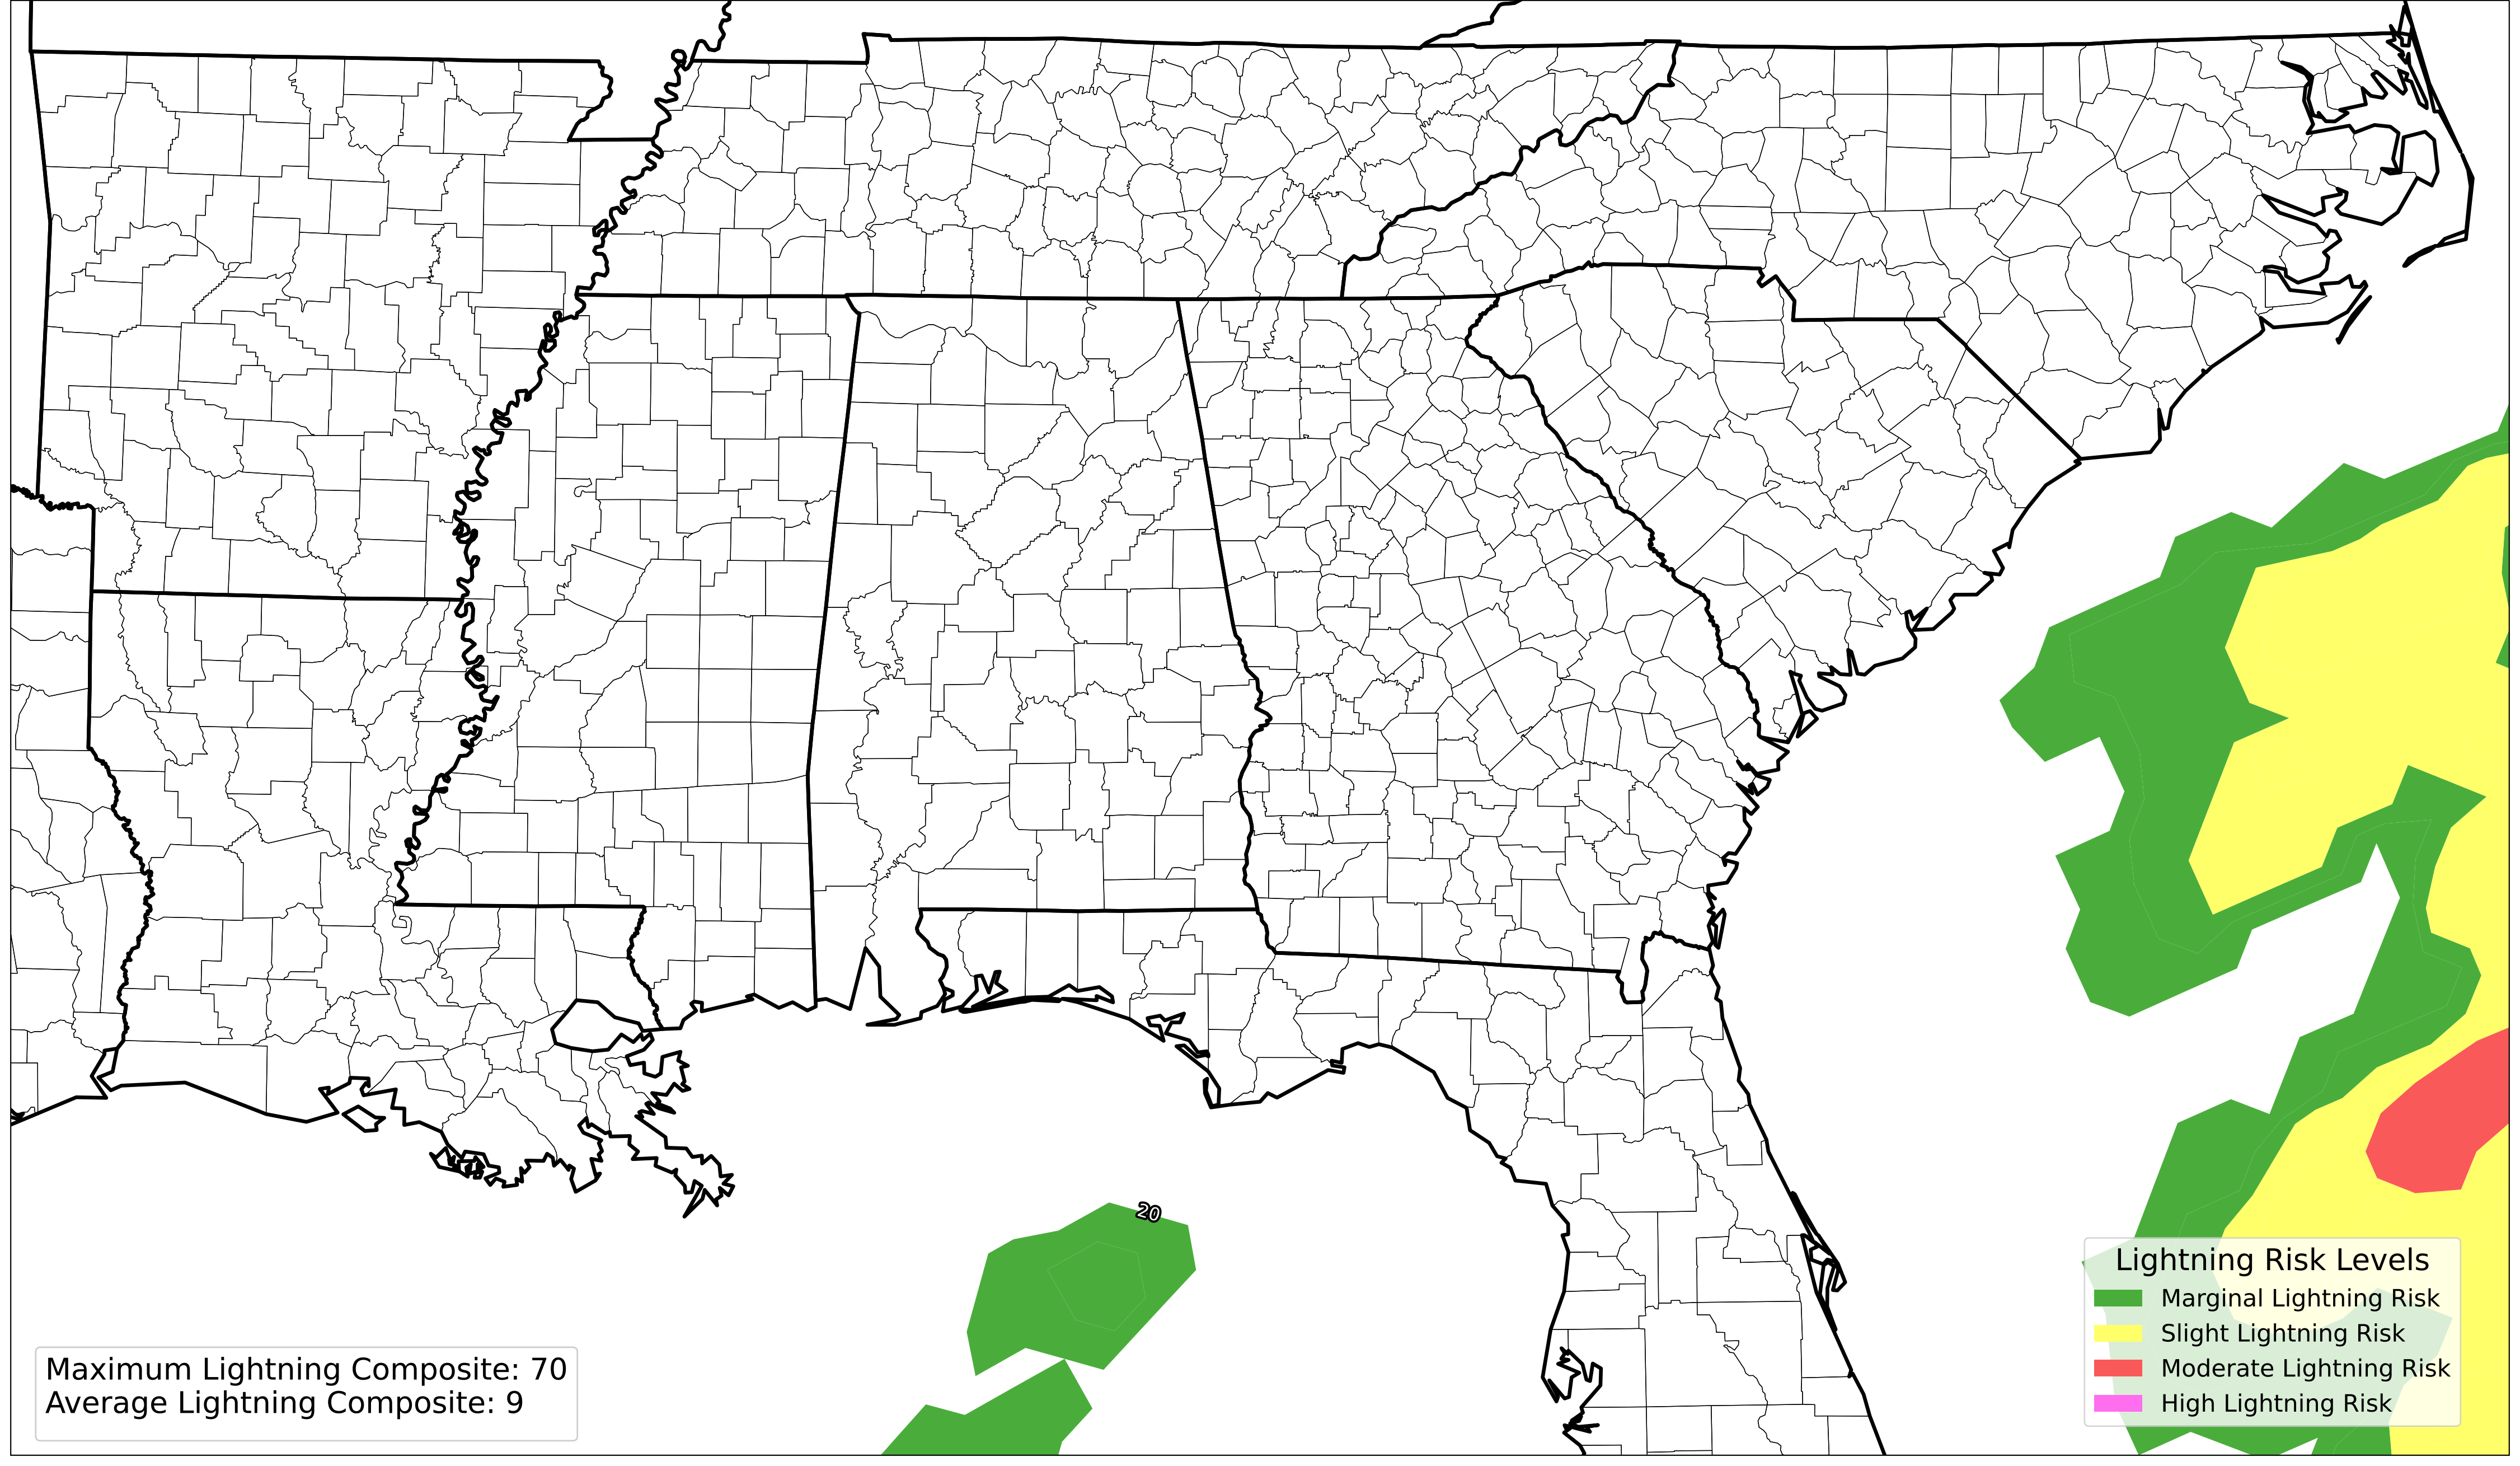 20
Lightning Risk Levels
Marginal Lightning Risk
Slight Lightning Risk
Moderate Lightning Risk
High Lightning Risk
Maximum Lightning Composite: 70
Average Lightning Composite: 9